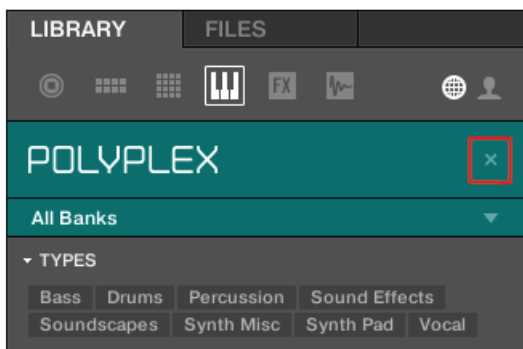 LIBRARY FILES
FX
POLYPLEX ×
All Banks
TYPES
Bass Drums Percussion Sound Effects
Soundscapes Synth Misc Synth Pad Vocal